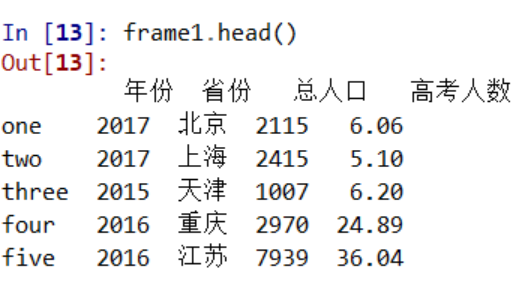 In [13]: frame1.head()
Out[13]:
年份 省份 总人口 高考人数
one 2017 北京 2115 6.06
two 2017 上海 2415 5.10
three 2015 天津 1007 6.20
four 2016 重庆 2970 24.89
five 2016 江苏 7939 36.04